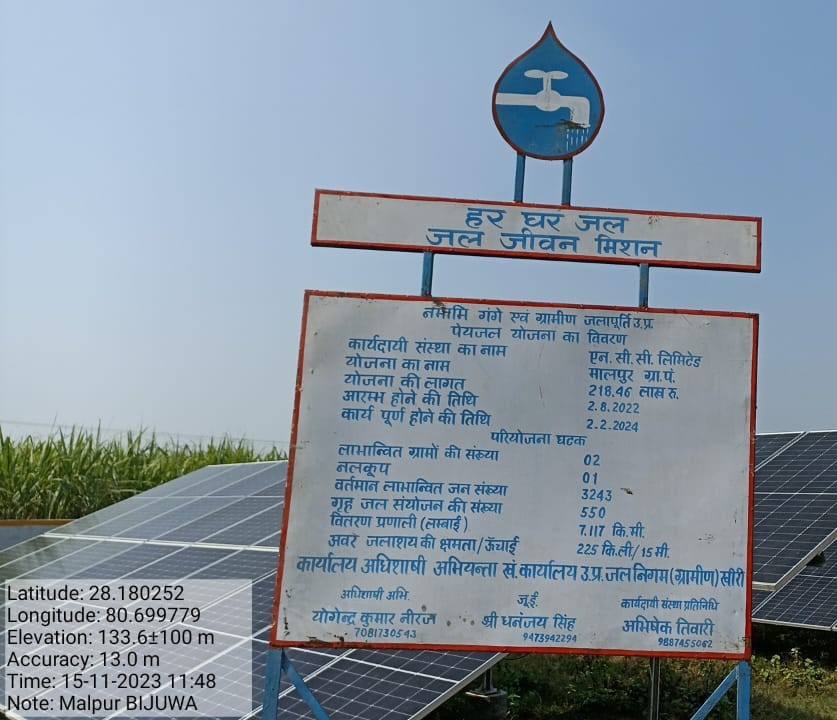 हर घर जल
जल जीवन मिशन
नमामि गंगे एवं ग्रामीण जलापूर्ति उ.प्र.
पेयजल योजना का विवरण
कार्यदायी संस्था का नाम एन.सी.सी. लिमिटेड
योजना का नाम मालपुर ग्रा.पं.
योजना की लागत 218.46 लाख रु.
आरम्भ होने की तिथि 2.8.2022
कार्य पूर्ण होने की तिथि 2.2.2024
परियोजना घटक
लाभान्वित ग्रामों की संख्या 02
नलकूप 01
वर्तमान लाभान्वित जन संख्या 3243
गृह जल संयोजन की संख्या 550
वितरण प्रणाली (लम्बाई) 7.117 कि.मी.
अवर जलाशय की क्षमता/ऊँचाई 225 कि.ली/15 मी.
कार्यालय अधिशाषी अभियन्ता खं.कार्यालय उ.प्र.जल निगम(ग्रामीण)खीरी
अधिशाषी अभि. जू.ई. कार्यदायी संस्था प्रतिनिधि
योगेन्द्र कुमार नीरज श्री धनंजय सिंह अभिषेक तिवारी
7081730543 9473942294 9887455062
Latitude: 28.180252
Longitude: 80.699779
Elevation: 133.6±100 m
Accuracy: 13.0 m
Time: 15-11-2023 11:48
Note: Malpur BIJUWA